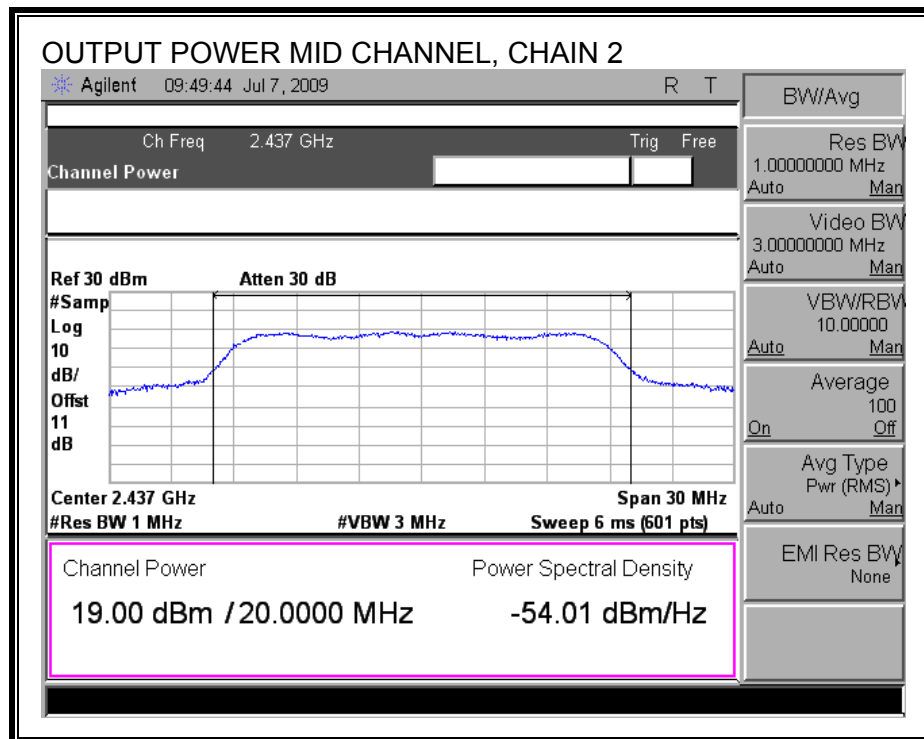 OUTPUT POWER MID CHANNEL, CHAIN 2
Agilent 09:49:44 Jul 7, 2009 R T
Ch Freq 2.437 GHz Trig Free
Channel Power
Ref 30 dBm Atten 30 dB
#Samp
Log
10
dB/
Offst
11
dB
Center 2.437 GHz Span 30 MHz
#Res BW 1 MHz #VBW 3 MHz Sweep 6 ms (601 pts)
Channel Power Power Spectral Density
19.00 dBm / 20.0000 MHz -54.01 dBm/Hz
BW/Avg
Res BW
1.00000000 MHz
Auto Man
Video BW
3.00000000 MHz
Auto Man
VBW/RBW
10.00000
Auto Man
Average
100
On Off
Avg Type
Pwr (RMS)
Auto Man
EMI Res BW
None